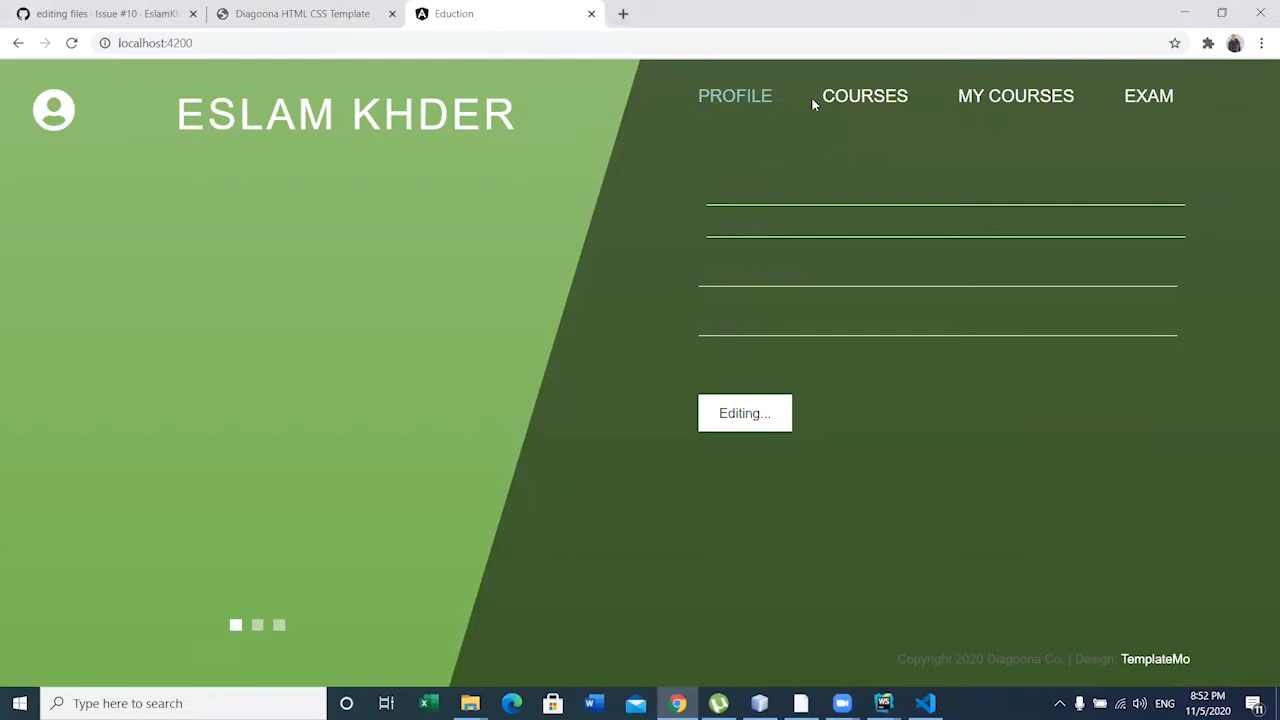 editing files · Issue #10 · EslamK
Diagoona HTML CSS Template
Eduction
localhost:4200
ESLAM KHDER
PROFILE
COURSES
MY COURSES
EXAM
Editing...
Copyright 2020 Diagoona Co. | Design: TemplateMo
Type here to search
ENG
8:52 PM
11/5/2020
11